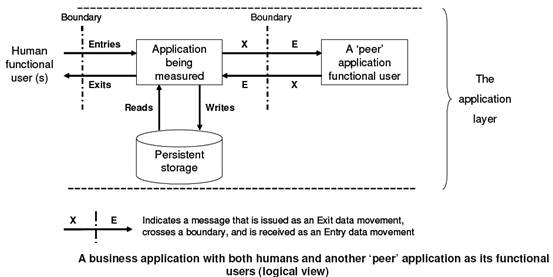 Boundary
Boundary
Human
functional
user (s)
Entries
Exits
Application
being
measured
X
E
E
X
A ‘peer’
application
functional user
The
application
layer
Reads
Writes
Persistent
storage
X
E
Indicates a message that is issued as an Exit data movement,
crosses a boundary, and is received as an Entry data movement
A business application with both humans and another ‘peer’ application as its functional
users (logical view)